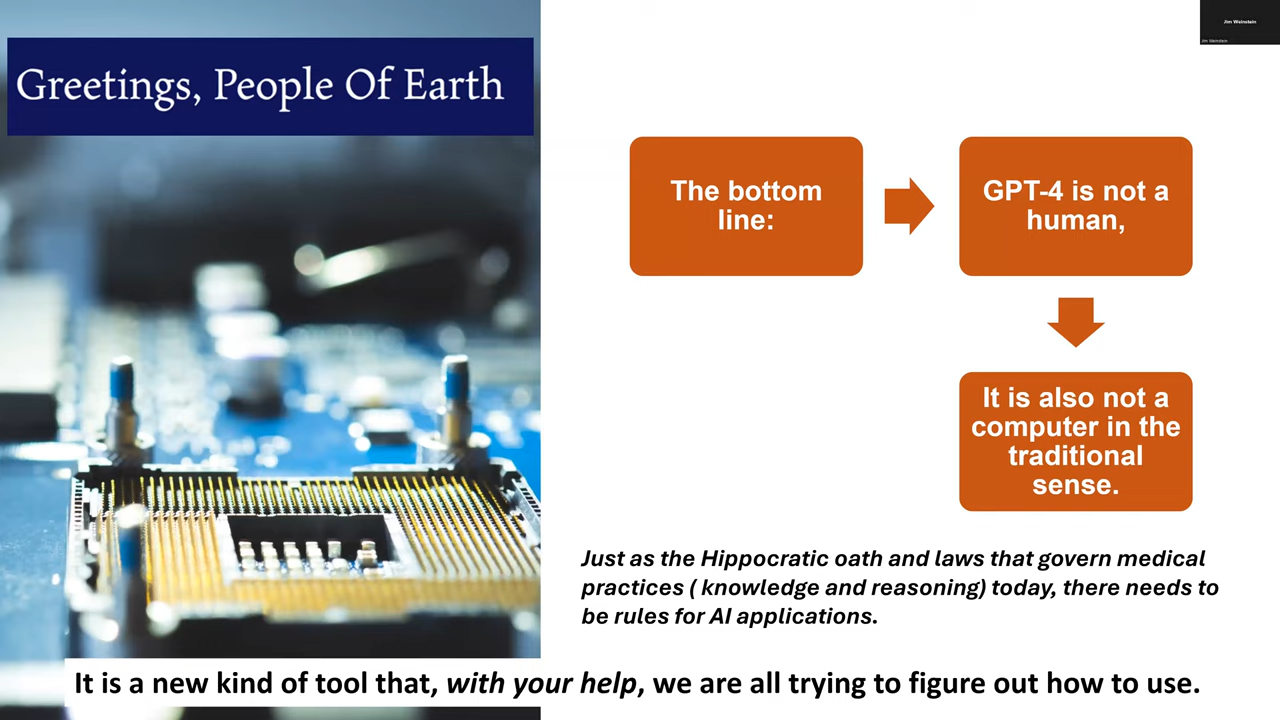 Greetings, People Of Earth
Jim Weinstein
Jim Weinstein
The bottom
line:
GPT-4 is not a
human,
It is also not a
computer in the
traditional
sense.
Just as the Hippocratic oath and laws that govern medical
practices ( knowledge and reasoning) today, there needs to
be rules for AI applications.
It is a new kind of tool that, with your help, we are all trying to figure out how to use.